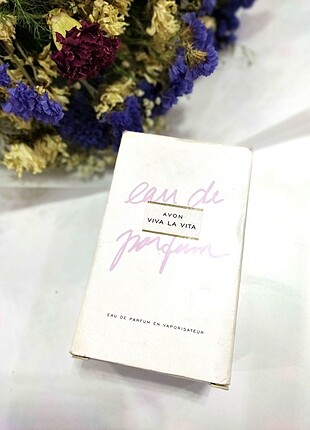 eau de
AVON
VIVA LA VITA
parfum
EAU DE PARFUM EN VAPORISATEUR